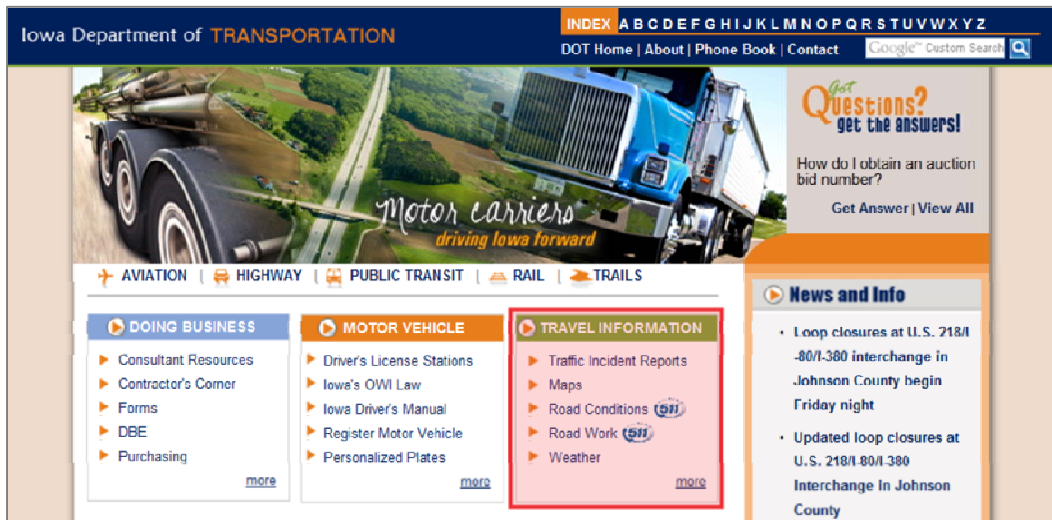 Iowa Department of TRANSPORTATION
INDEX A B C D E F G H I J K L M N O P Q R S T U V W X Y Z
DOT Home | About | Phone Book | Contact
Google™ Custom Search
Motor carriers
driving Iowa forward
Got
Questions?
get the answers!
How do I obtain an auction
bid number?
Get Answer | View All
AVIATION | HIGHWAY | PUBLIC TRANSIT | RAIL | TRAILS
DOING BUSINESS
Consultant Resources
Contractor's Corner
Forms
DBE
Purchasing
more
MOTOR VEHICLE
Driver's License Stations
Iowa's OWI Law
Iowa Driver's Manual
Register Motor Vehicle
Personalized Plates
more
TRAVEL INFORMATION
Traffic Incident Reports
Maps
Road Conditions 511
Road Work 511
Weather
more
News and Info
• Loop closures at U.S. 218/I
-80/I-380 interchange in
Johnson County begin
Friday night
• Updated loop closures at
U.S. 218/I-80/I-380
Interchange in Johnson
County